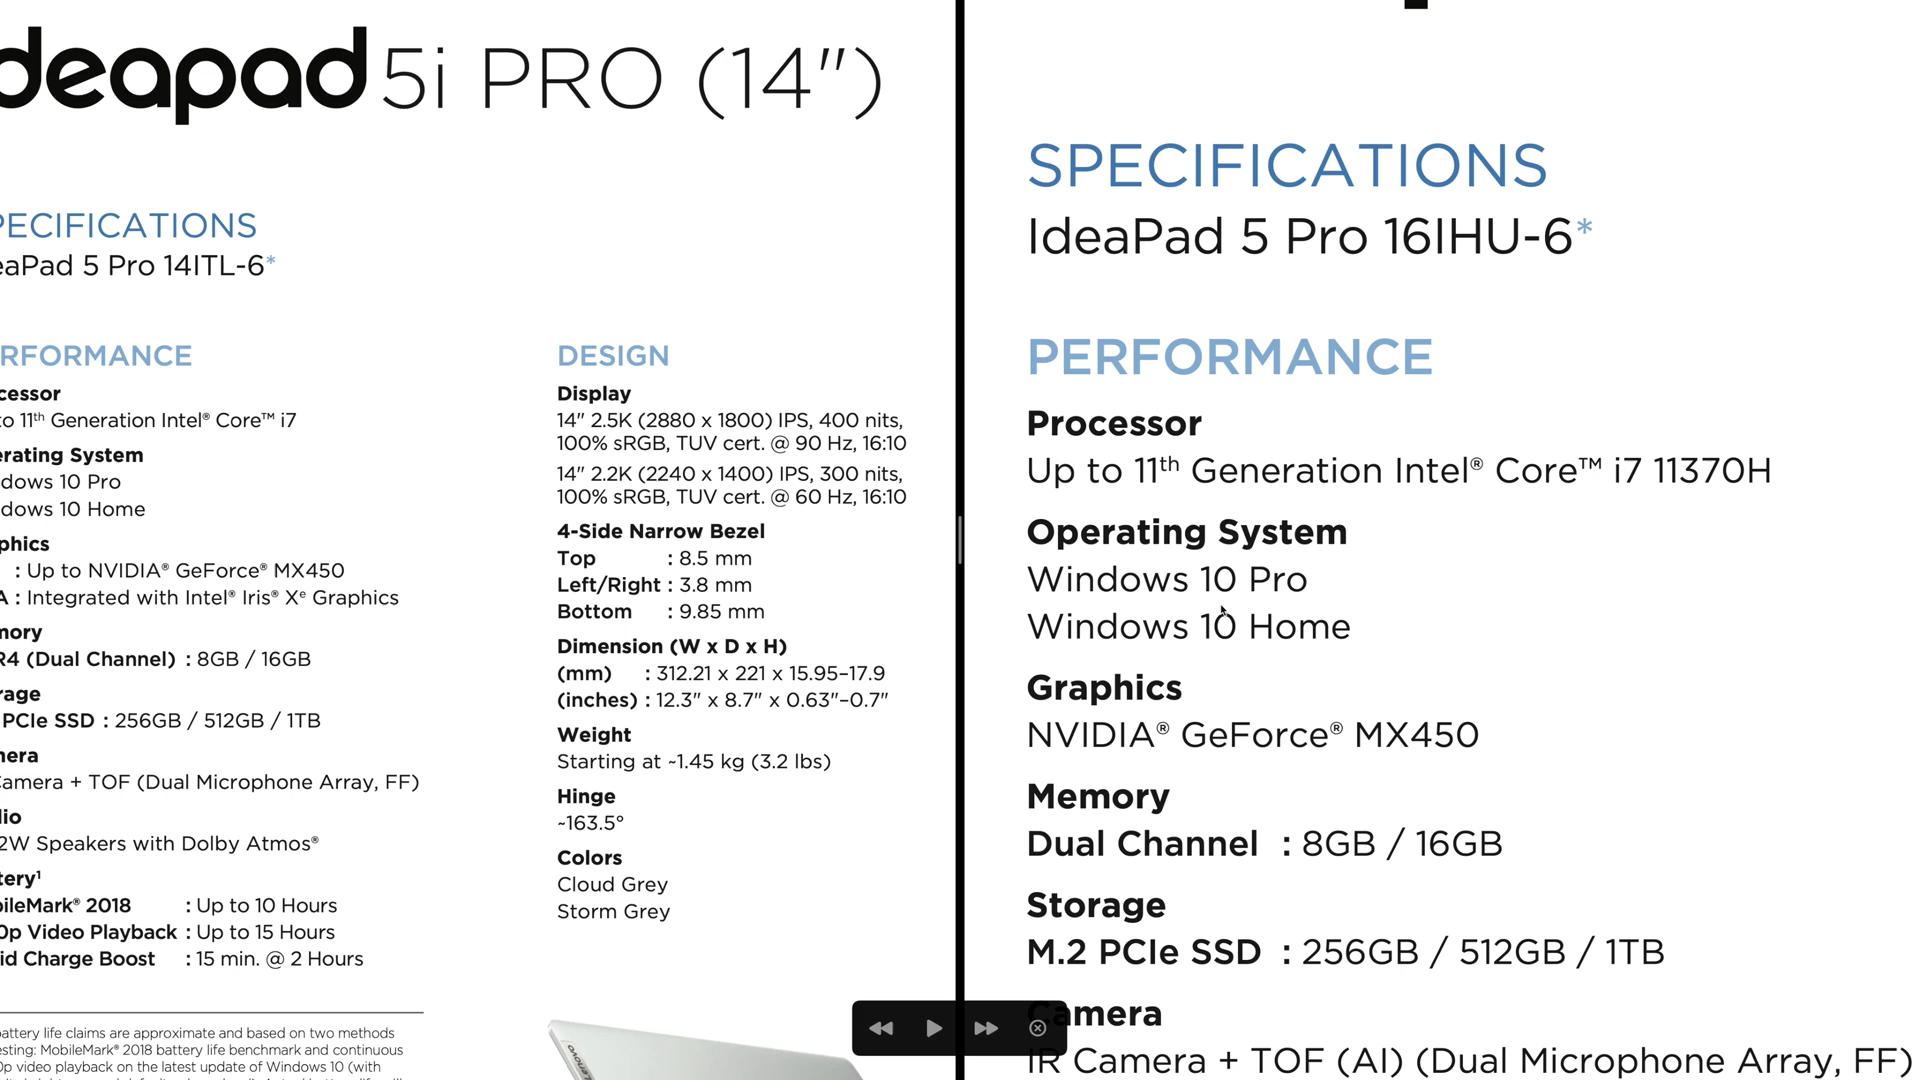 deapad 5i PRO (14")
PECIFICATIONS
eaPad 5 Pro 14ITL-6*
RFORMANCE
cessor
to 11th Generation Intel® Core™ i7
erating System
dows 10 Pro
dows 10 Home
phics
: Up to NVIDIA® GeForce® MX450
A : Integrated with Intel® Iris® Xe Graphics
mory
R4 (Dual Channel) : 8GB / 16GB
rage
PCIe SSD : 256GB / 512GB / 1TB
nera
Camera + TOF (Dual Microphone Array, FF)
dio
2W Speakers with Dolby Atmos®
tery¹
bileMark® 2018 : Up to 10 Hours
0p Video Playback : Up to 15 Hours
id Charge Boost : 15 min. @ 2 Hours
battery life claims are approximate and based on two methods
esting: MobileMark® 2018 battery life benchmark and continuous
0p video playback on the latest update of Windows 10 (with
DESIGN
Display
14" 2.5K (2880 x 1800) IPS, 400 nits,
100% sRGB, TUV cert. @ 90 Hz, 16:10
14" 2.2K (2240 x 1400) IPS, 300 nits,
100% sRGB, TUV cert. @ 60 Hz, 16:10
4-Side Narrow Bezel
Top : 8.5 mm
Left/Right : 3.8 mm
Bottom : 9.85 mm
Dimension (W x D x H)
(mm) : 312.21 x 221 x 15.95–17.9
(inches) : 12.3" x 8.7" x 0.63"–0.7"
Weight
Starting at ~1.45 kg (3.2 lbs)
Hinge
~163.5°
Colors
Cloud Grey
Storm Grey
Lenovo
SPECIFICATIONS
IdeaPad 5 Pro 16IHU-6*
PERFORMANCE
Processor
Up to 11th Generation Intel® Core™ i7 11370H
Operating System
Windows 10 Pro
Windows 10 Home
Graphics
NVIDIA® GeForce® MX450
Memory
Dual Channel : 8GB / 16GB
Storage
M.2 PCIe SSD : 256GB / 512GB / 1TB
Camera
IR Camera + TOF (AI) (Dual Microphone Array, FF)